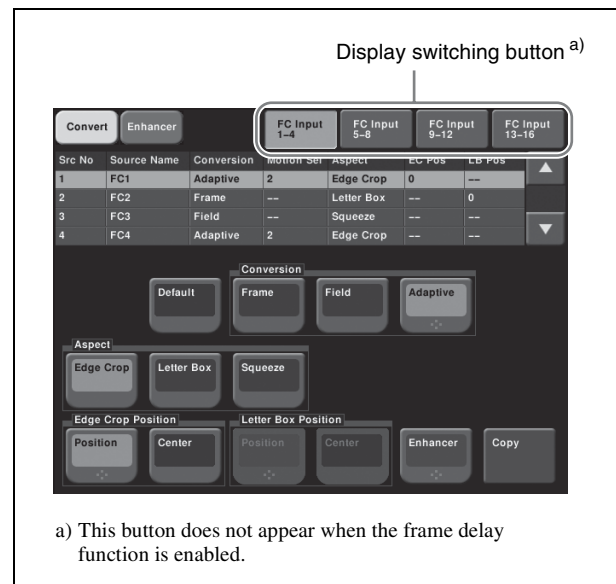 Display switching button a)
Convert Enhancer FC Input 1–4 FC Input 5–8 FC Input 9–12 FC Input 13–16
Src No Source Name Conversion Motion Sel Aspect EC Pos LB Pos
1 FC1 Adaptive 2 Edge Crop 0 --
2 FC2 Frame -- Letter Box -- 0
3 FC3 Field -- Squeeze -- --
4 FC4 Adaptive 2 Edge Crop -- --
Conversion
Default Frame Field Adaptive
Aspect
Edge Crop Letter Box Squeeze
Edge Crop Position Letter Box Position
Position Center Position Center Enhancer Copy
a) This button does not appear when the frame delay
function is enabled.